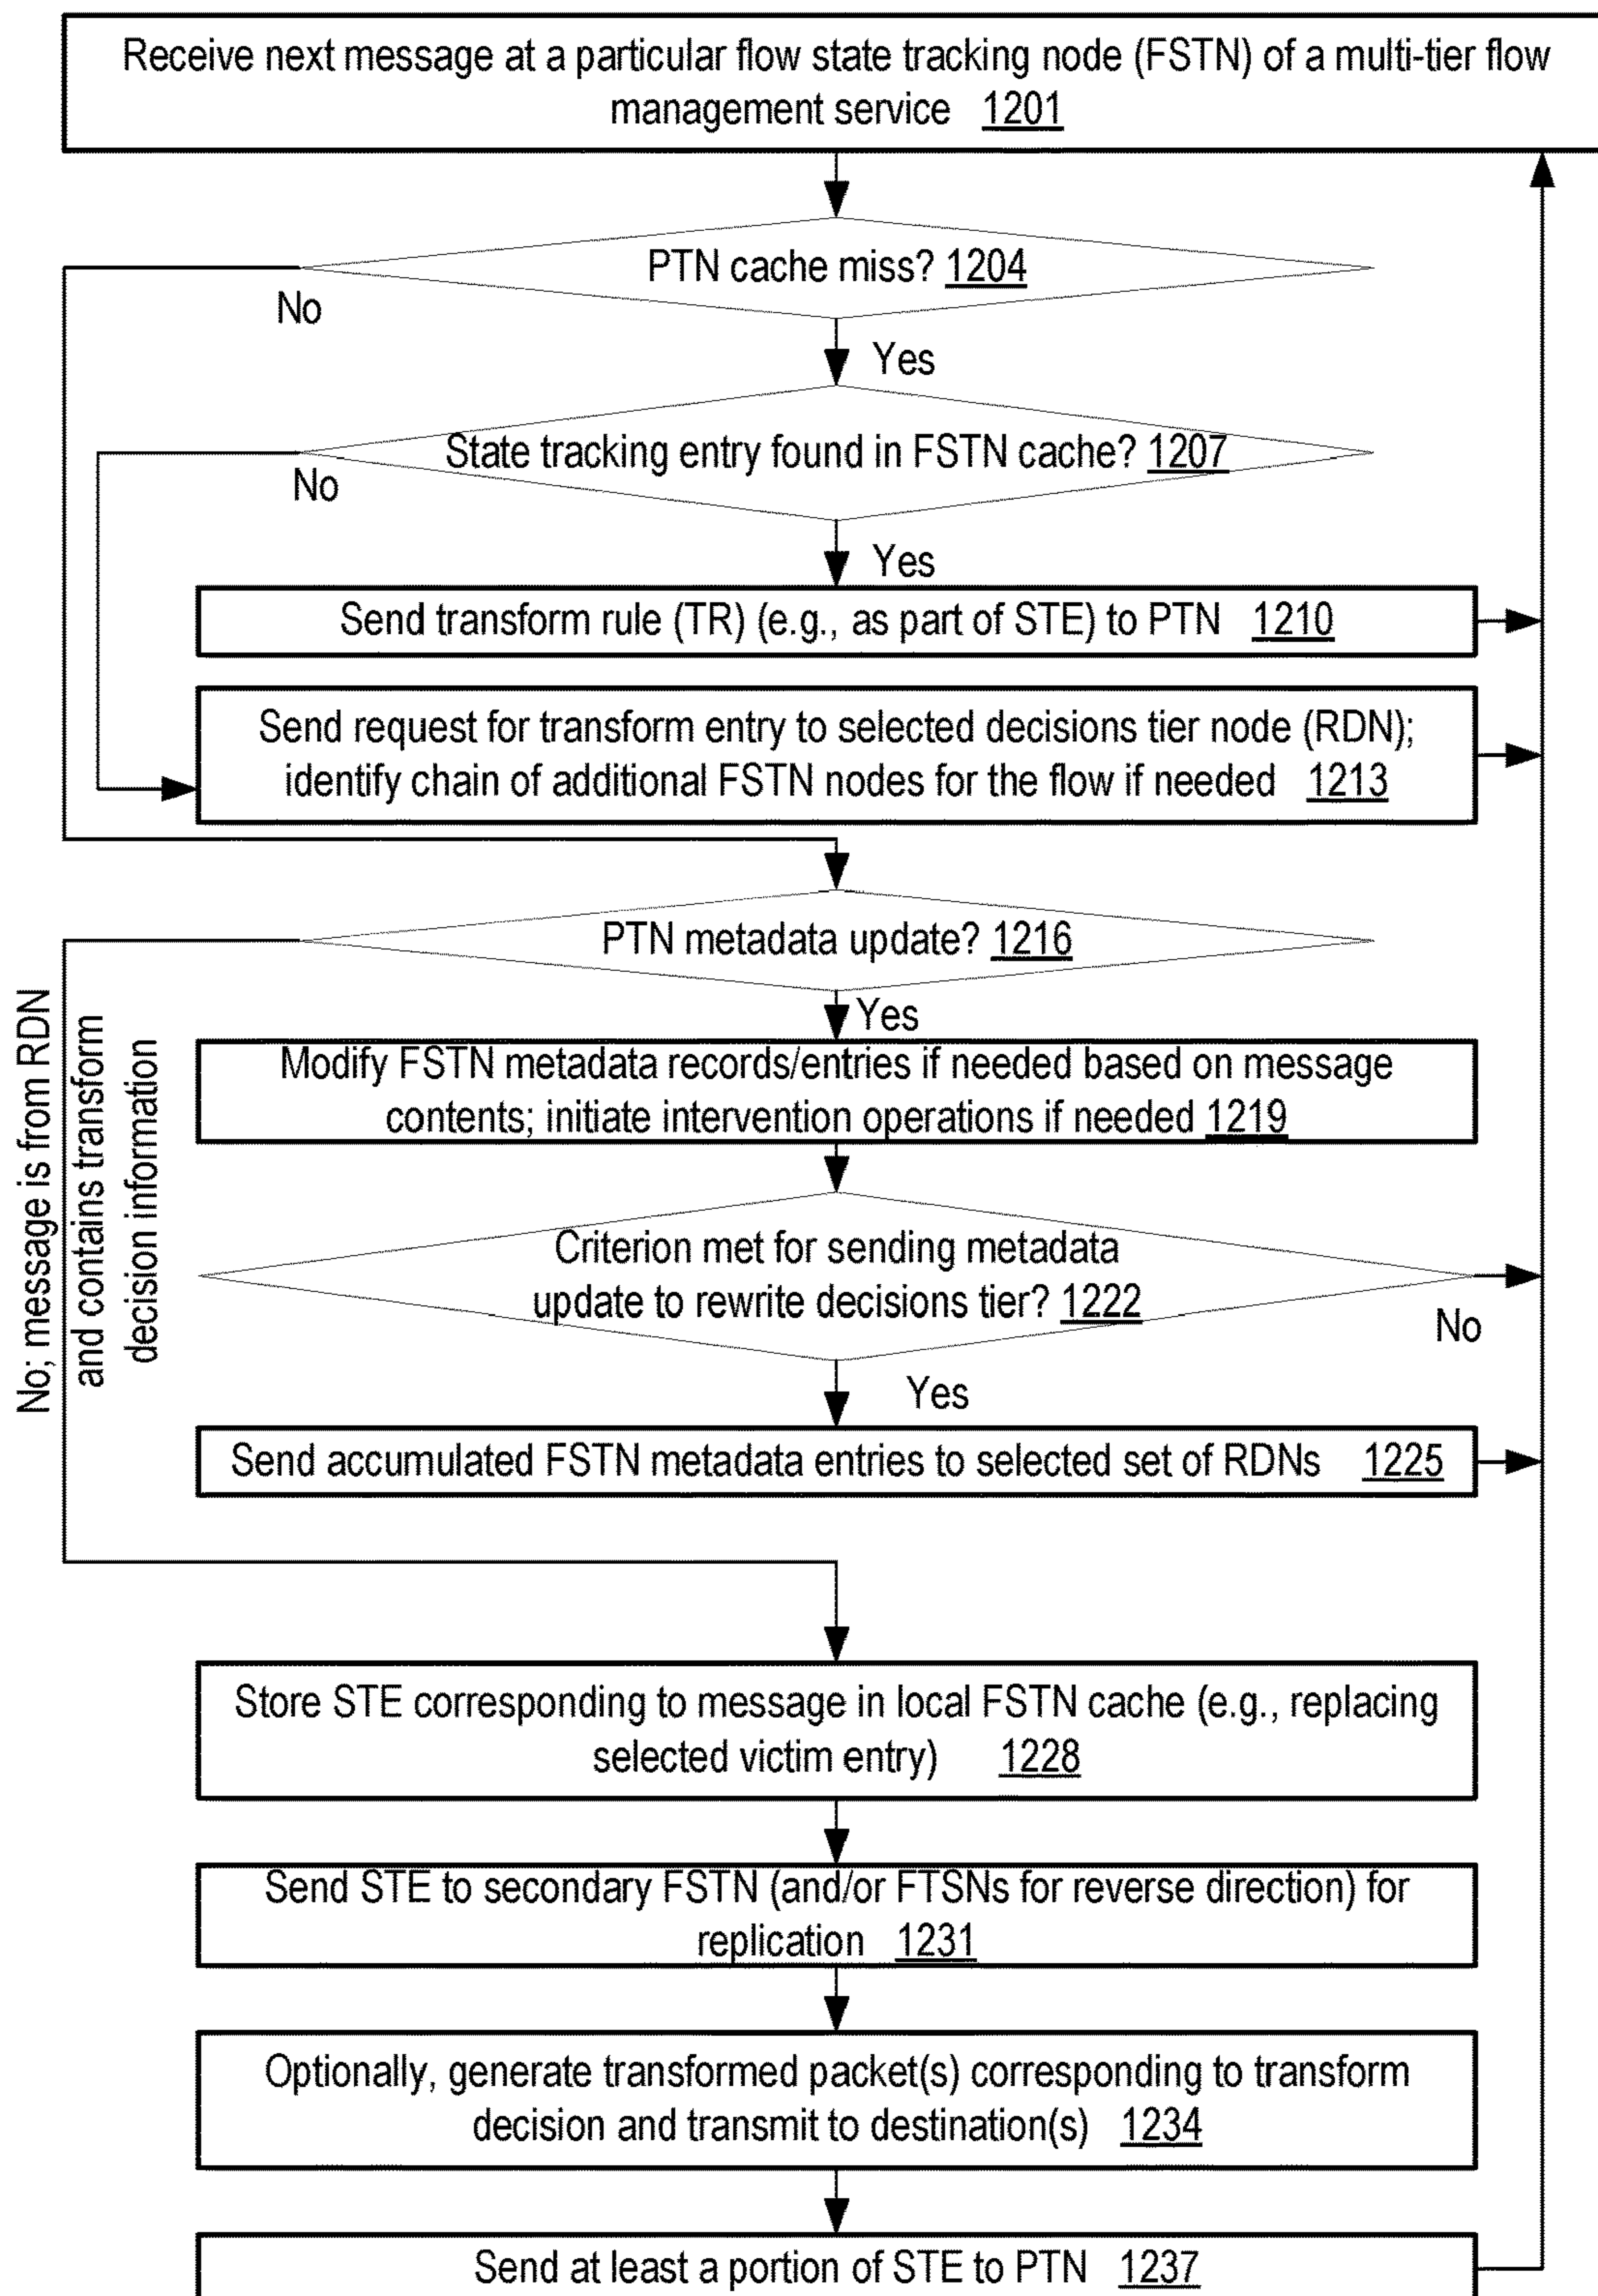 Receive next message at a particular flow state tracking node (FSTN) of a multi-tier flow
management service 1201
PTN cache miss? 1204
No
Yes
State tracking entry found in FSTN cache? 1207
No
Yes
Send transform rule (TR) (e.g., as part of STE) to PTN 1210
Send request for transform entry to selected decisions tier node (RDN);
identify chain of additional FSTN nodes for the flow if needed 1213
PTN metadata update? 1216
No; message is from RDN
and contains transform
decision information
Yes
Modify FSTN metadata records/entries if needed based on message
contents; initiate intervention operations if needed 1219
Criterion met for sending metadata
update to rewrite decisions tier? 1222
No
Yes
Send accumulated FSTN metadata entries to selected set of RDNs 1225
Store STE corresponding to message in local FSTN cache (e.g., replacing
selected victim entry) 1228
Send STE to secondary FSTN (and/or FTSNs for reverse direction) for
replication 1231
Optionally, generate transformed packet(s) corresponding to transform
decision and transmit to destination(s) 1234
Send at least a portion of STE to PTN 1237